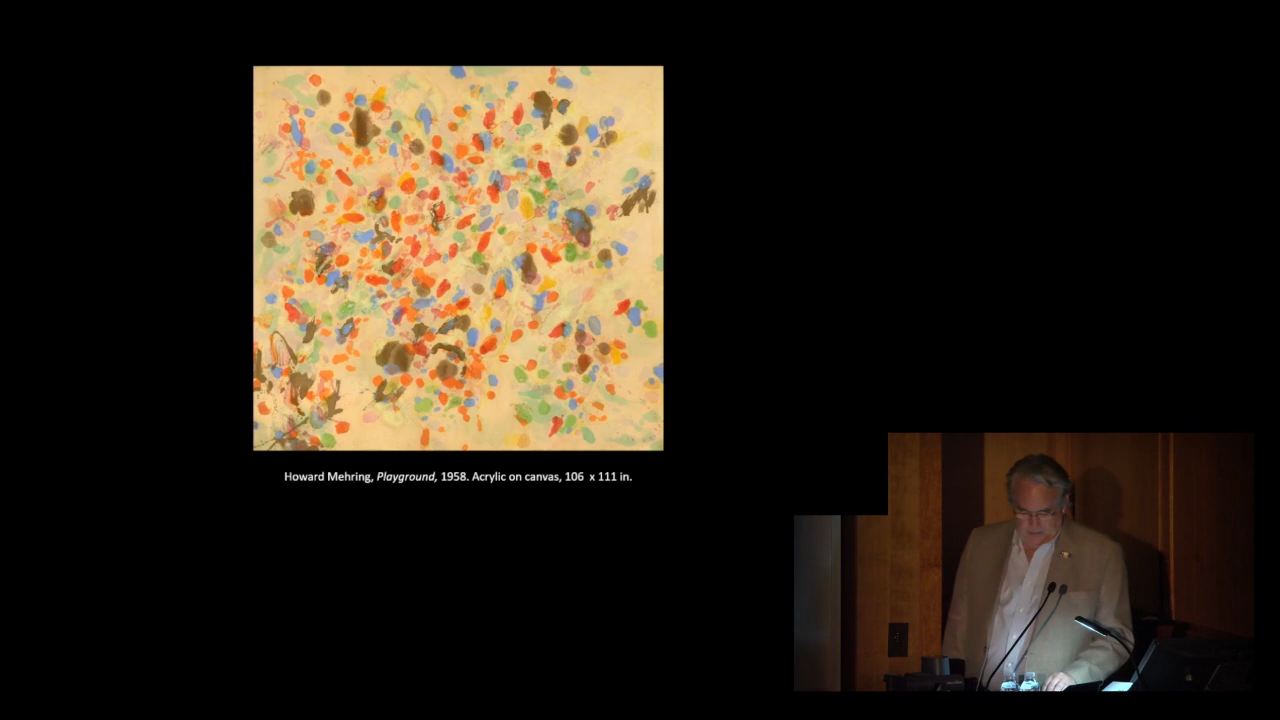 Howard Mehring, Playground, 1958. Acrylic on canvas, 106 x 111 in.